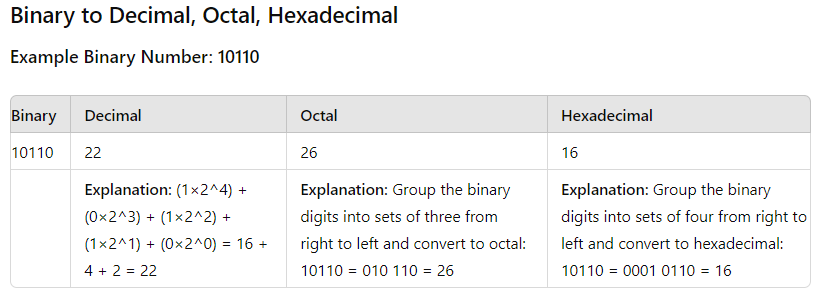 Binary to Decimal, Octal, Hexadecimal
Example Binary Number: 10110
Binary Decimal Octal Hexadecimal
10110 22 26 16
Explanation: (1×2^4) +
(0×2^3) + (1×2^2) +
(1×2^1) + (0×2^0) = 16 +
4 + 2 = 22
Explanation: Group the binary
digits into sets of three from
right to left and convert to octal:
10110 = 010 110 = 26
Explanation: Group the binary
digits into sets of four from right to
left and convert to hexadecimal:
10110 = 0001 0110 = 16